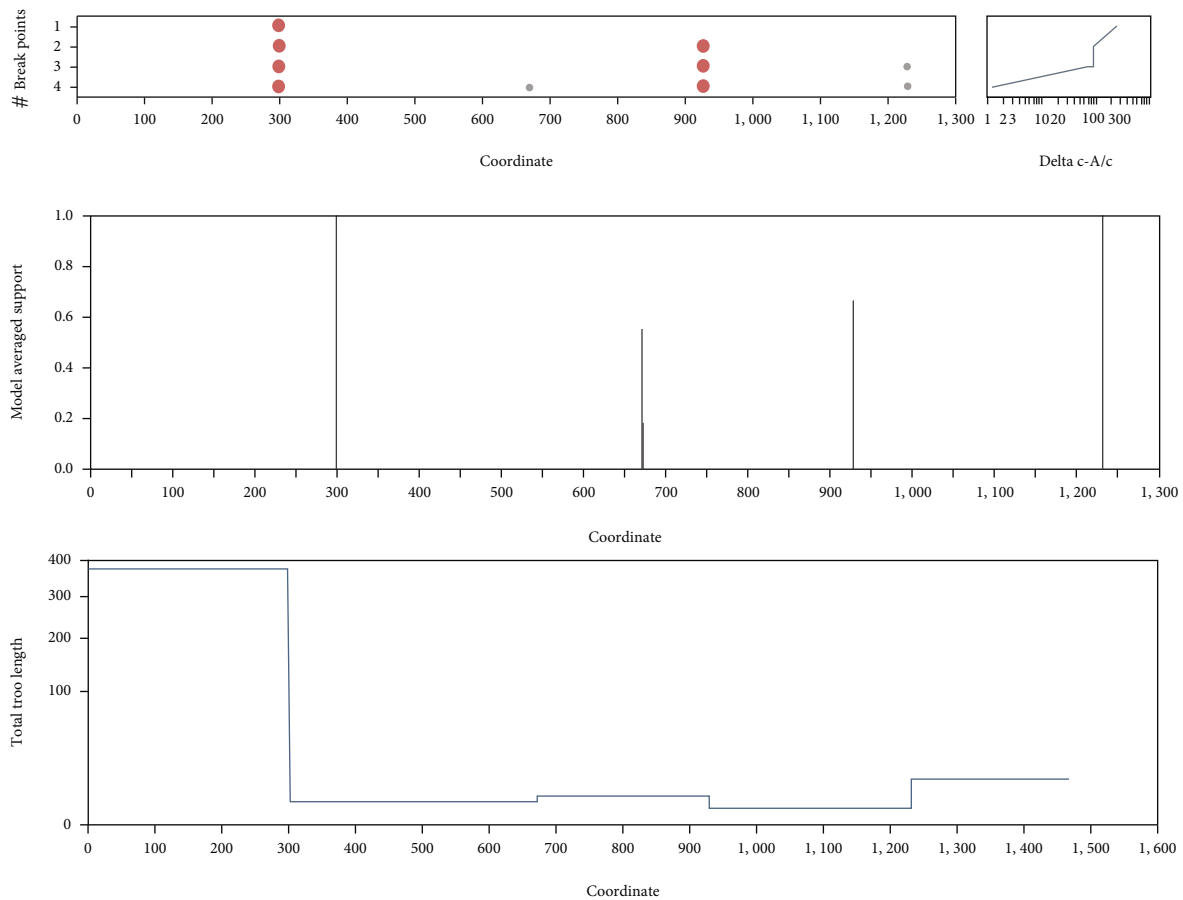 # Break points
1
2
3
4
0 100 200 300 400 500 600 700 800 900 1, 000 1, 100 1, 200 1, 300
Coordinate
1 23 1020 100 300
Delta c-A/c
Model averaged support
1.0
0.8
0.6
0.4
0.2
0.0
0 100 200 300 400 500 600 700 800 900 1, 000 1, 100 1, 200 1, 300
Coordinate
Total troo length
400
300
200
100
0
0 100 200 300 400 500 600 700 800 900 1, 000 1, 100 1, 200 1, 300 1, 400 1, 500 1, 600
Coordinate